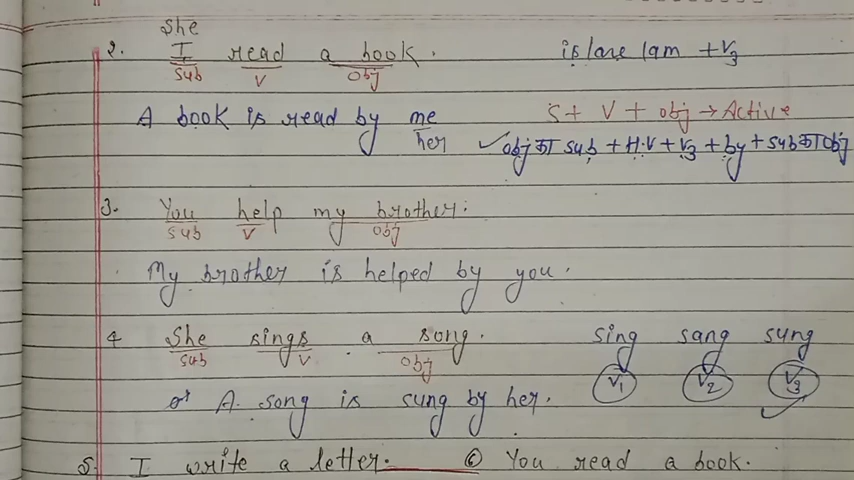 She
2. I read a book. is/are/am + V3
sub V obj
A book is read by me S + V + obj → Active
her ✓obj का sub + H.V + V3 + by + sub का obj
3. You help my brother.
sub V obj
My brother is helped by you.
4 She sings a song. sing sang sung
sub V obj V1 V2 V3
A song is sung by her.
5. I write a letter. 6 You read a book.